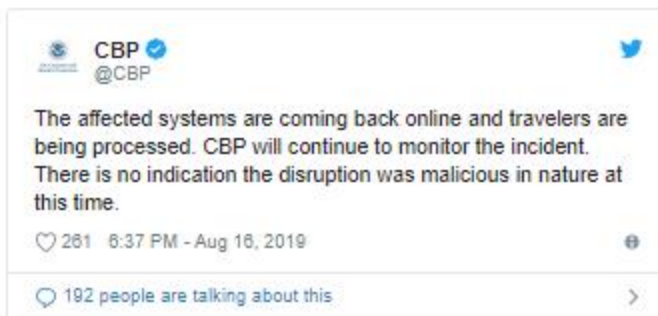 CBP
@CBP
The affected systems are coming back online and travelers are
being processed. CBP will continue to monitor the incident.
There is no indication the disruption was malicious in nature at
this time.
261 6:37 PM - Aug 16, 2019
192 people are talking about this